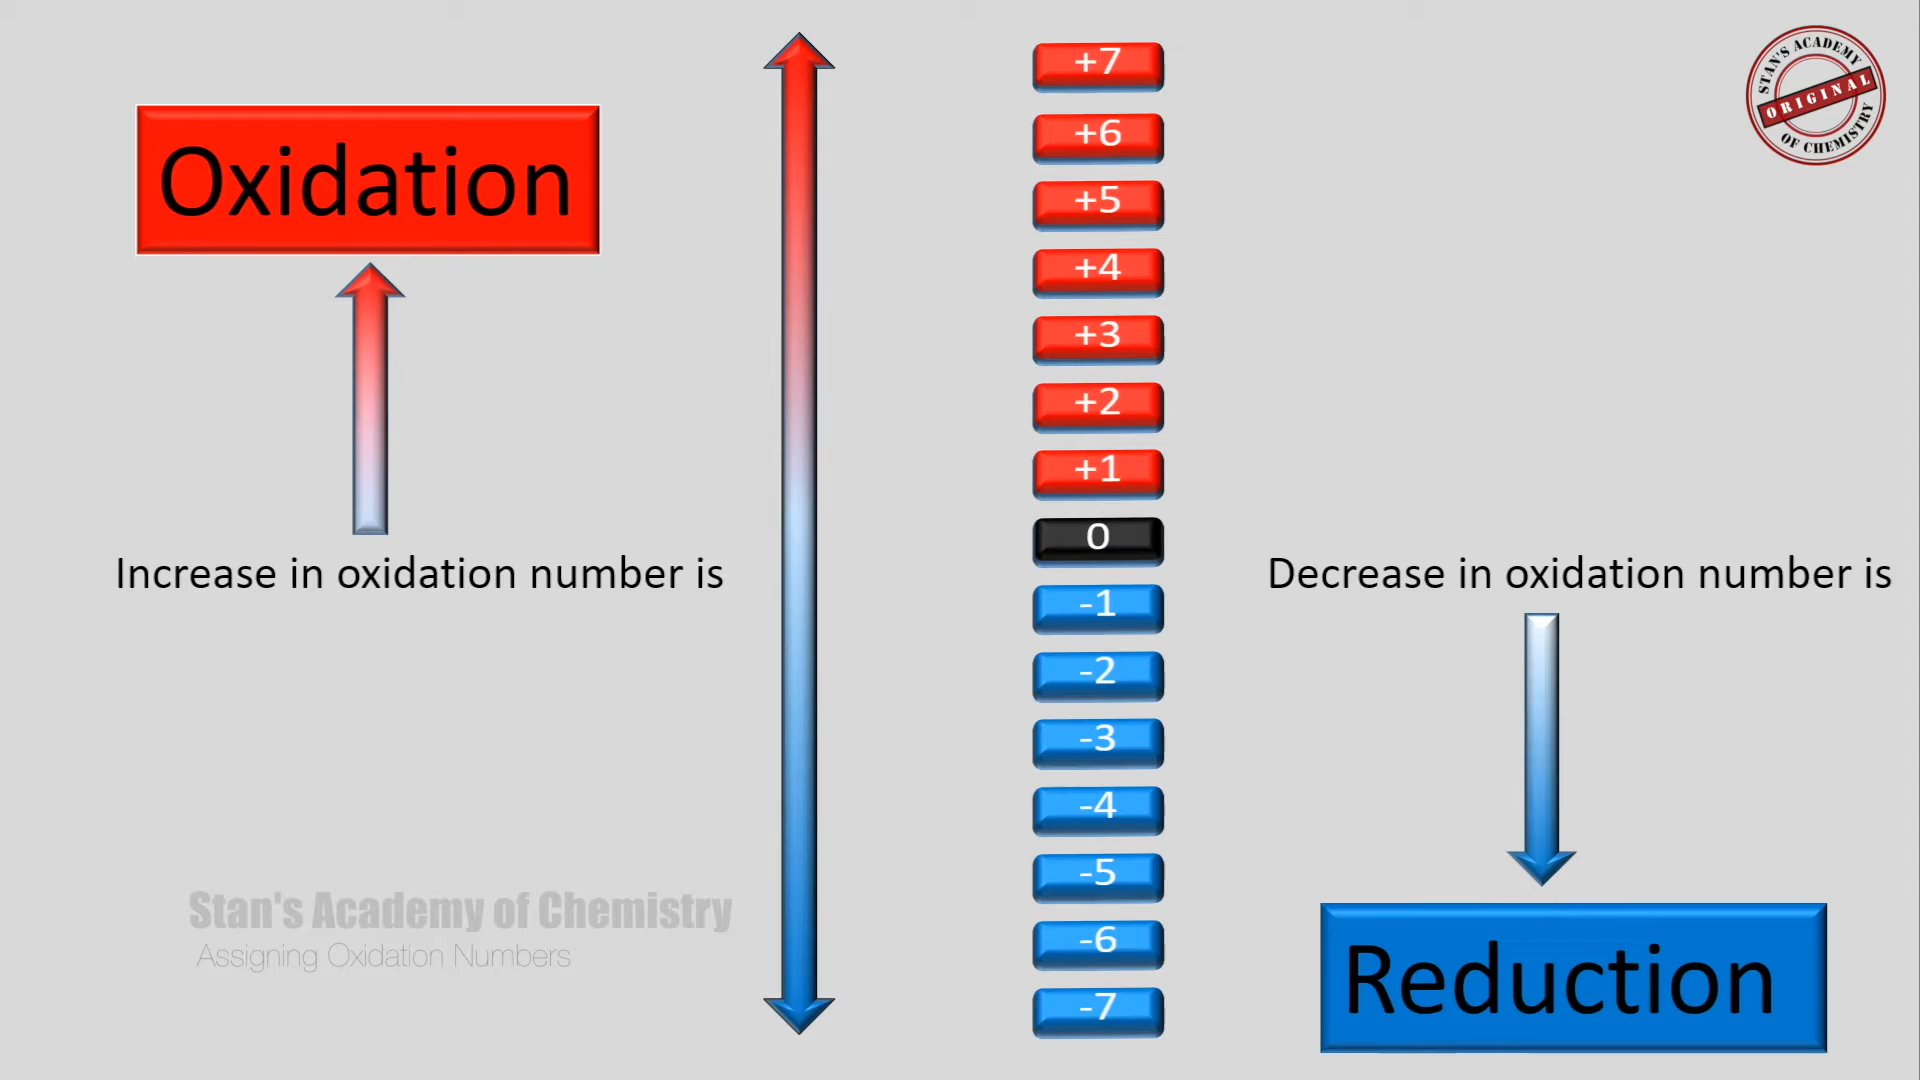 STAN'S ACADEMY
ORIGINAL
OF CHEMISTRY
Oxidation
Increase in oxidation number is
+7
+6
+5
+4
+3
+2
+1
0
-1
-2
-3
-4
-5
-6
-7
Decrease in oxidation number is
Reduction
Stan's Academy of Chemistry
Assigning Oxidation Numbers